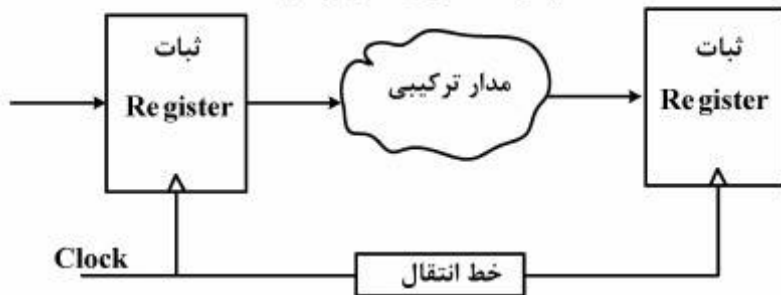 ثبات
Register
مدار ترکیبی
ثبات
Register
Clock
خط انتقال